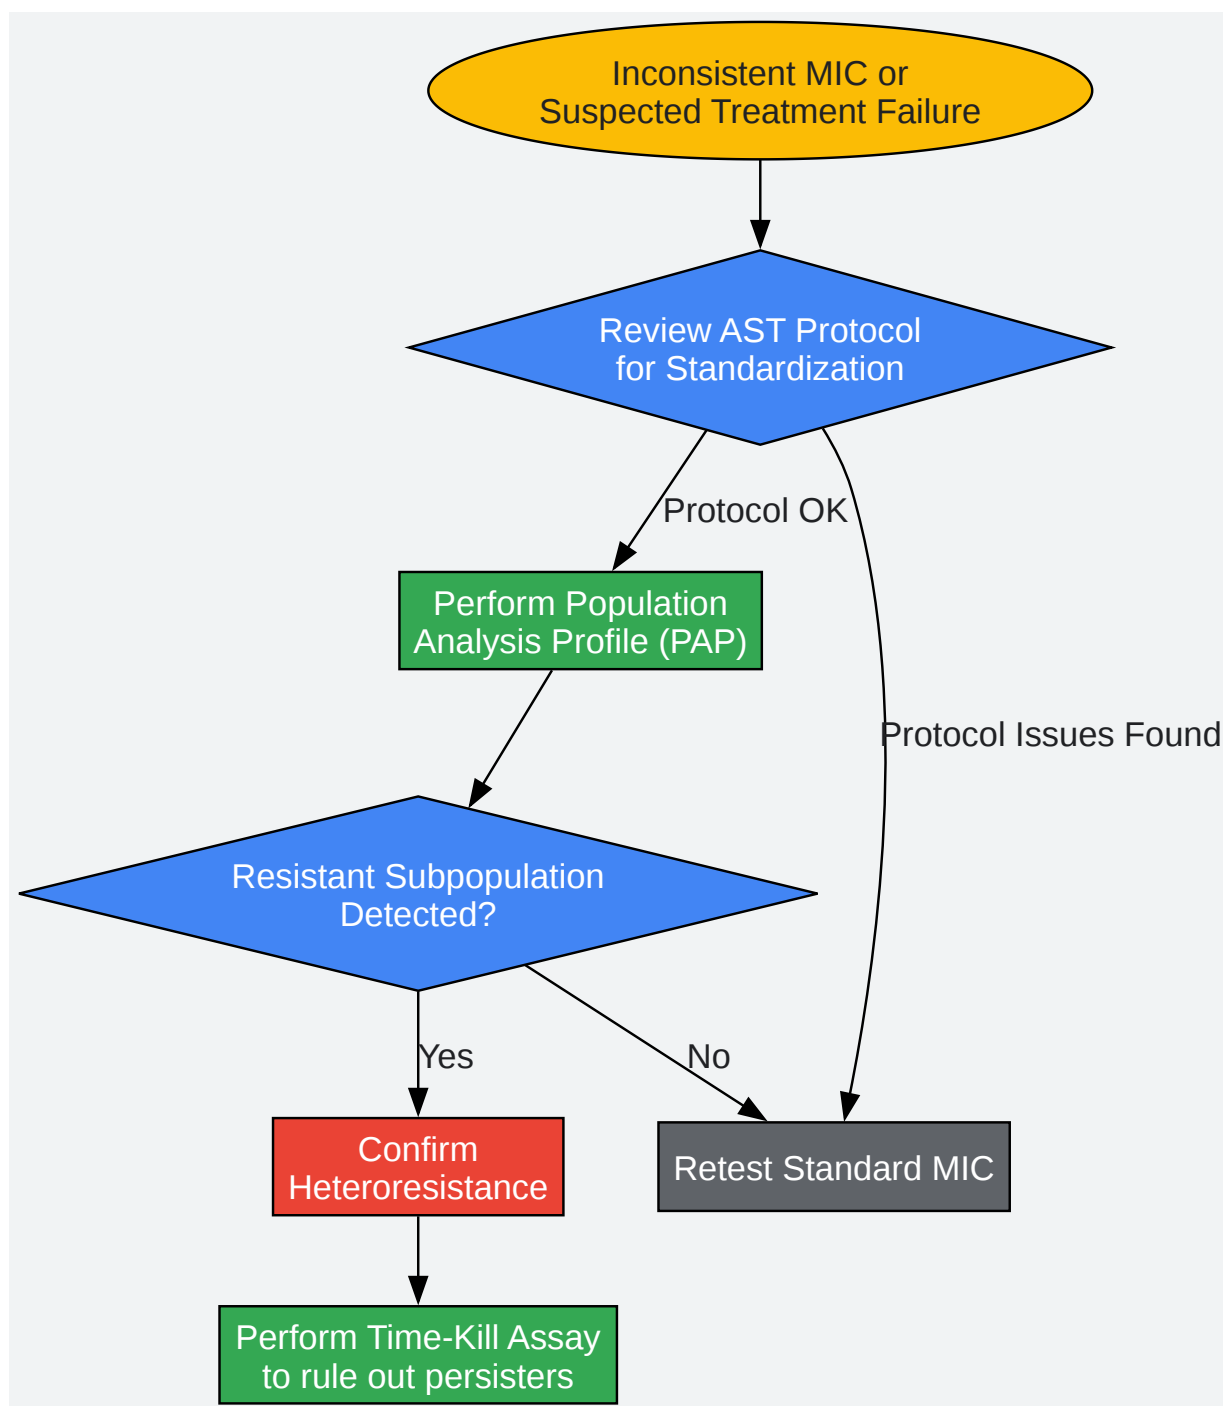 Inconsistent MIC or
Suspected Treatment Failure
Review AST Protocol
for Standardization
Protocol OK
Perform Population
Analysis Profile (PAP)
Protocol Issues Found
Resistant Subpopulation
Detected?
Yes
No
Confirm
Heteroresistance
Retest Standard MIC
Perform Time-Kill Assay
to rule out persisters